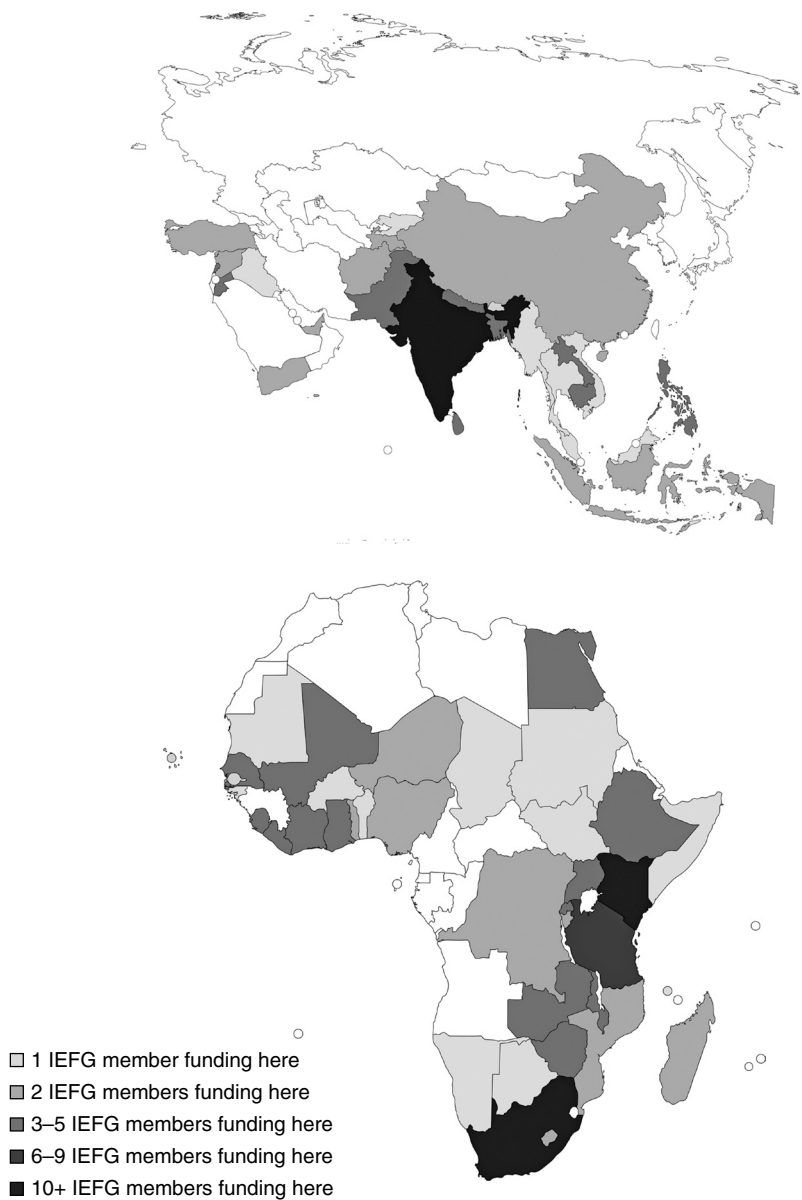 1 IEFG member funding here
2 IEFG members funding here
3–5 IEFG members funding here
6–9 IEFG members funding here
10+ IEFG members funding here